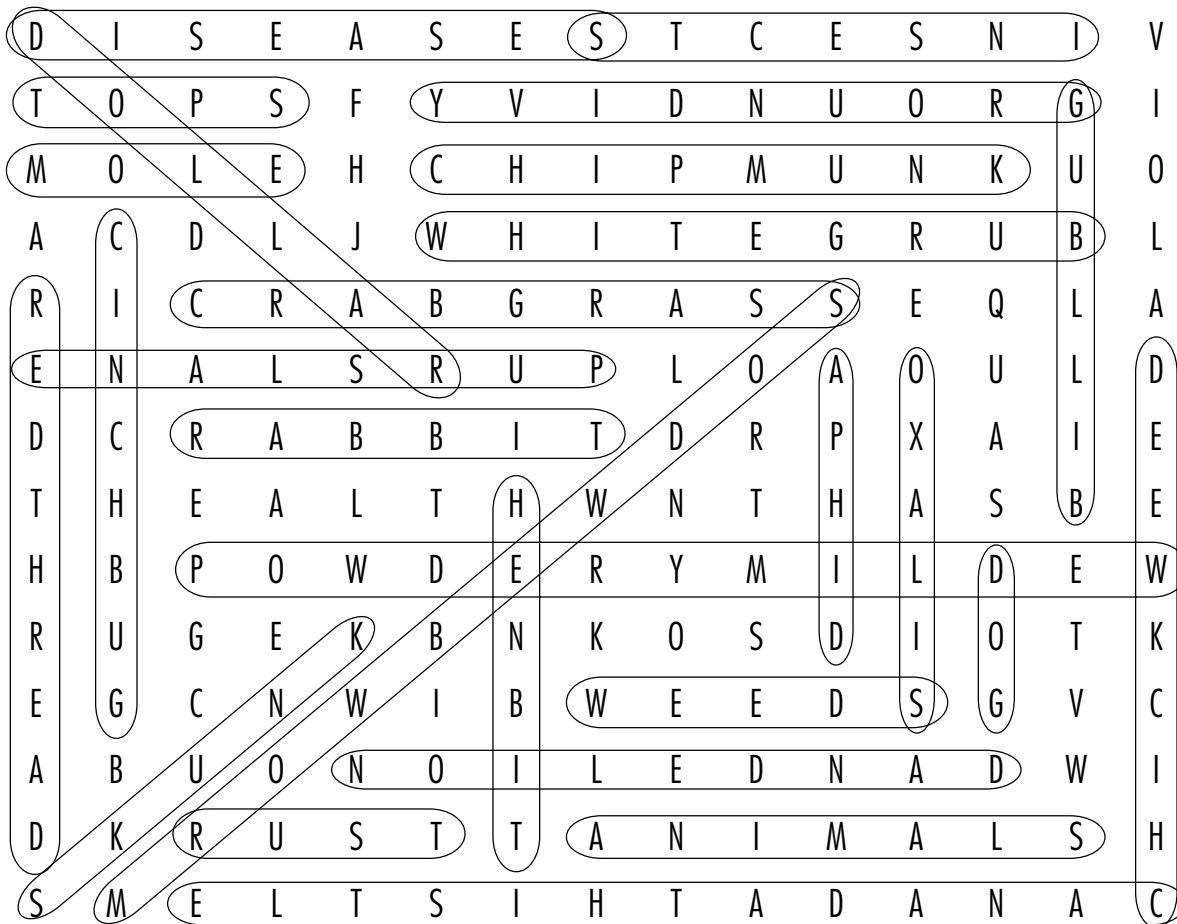 D I S E A S E S T C E S N I V
T O P S F Y V I D N U O R G I
M O L E H C H I P M U N K U O
A C D L J W H I T E G R U B L
R I C R A B G R A S S E Q L A
E N A L S R U P L O A O U L D
D C R A B B I T D R P X A I E
T H E A L T H W N T H A S B E
H B P O W D E R Y M I L D E W
R U G E K B N K O S D I O T K
E G C N W I B W E E D S G V C
A B U O N O I L E D N A D W I
D K R U S T T A N I M A L S H
S M E L T S I H T A D A N A C